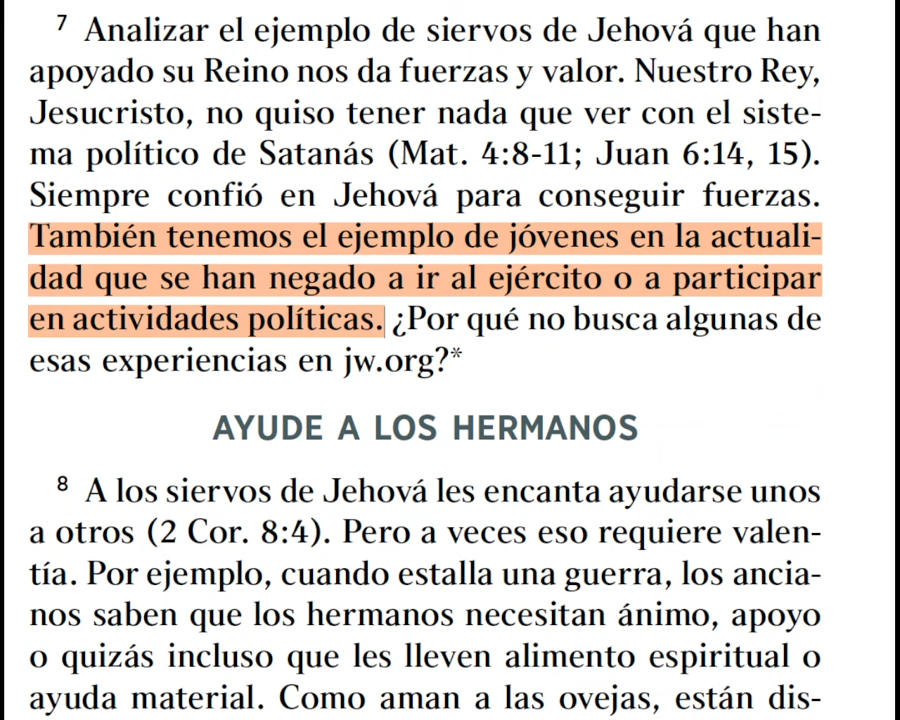 7 Analizar el ejemplo de siervos de Jehová que han
apoyado su Reino nos da fuerzas y valor. Nuestro Rey,
Jesucristo, no quiso tener nada que ver con el siste-
ma político de Satanás (Mat. 4:8-11; Juan 6:14, 15).
Siempre confió en Jehová para conseguir fuerzas.
También tenemos el ejemplo de jóvenes en la actuali-
dad que se han negado a ir al ejército o a participar
en actividades políticas. ¿Por qué no busca algunas de
esas experiencias en jw.org?*
AYUDE A LOS HERMANOS
8 A los siervos de Jehová les encanta ayudarse unos
a otros (2 Cor. 8:4). Pero a veces eso requiere valen-
tía. Por ejemplo, cuando estalla una guerra, los ancia-
nos saben que los hermanos necesitan ánimo, apoyo
o quizás incluso que les lleven alimento espiritual o
ayuda material. Como aman a las ovejas, están dis-